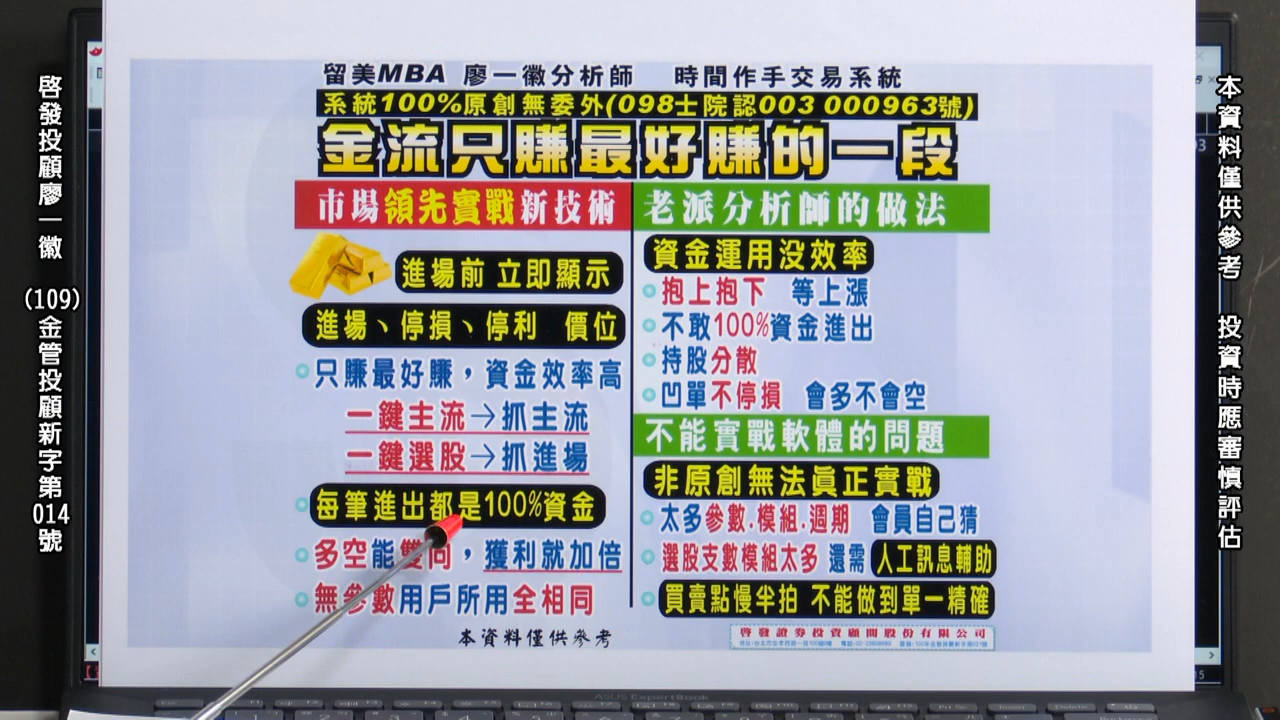 啓發投顧廖一徽
(109)金管投顧新字第014號
留美MBA 廖一徽分析師 時間作手交易系統
系統100%原創無委外(098士院認003 000963號)
金流只賺最好賺的一段
市場領先實戰新技術
進場前 立即顯示
進場、停損、停利 價位
只賺最好賺，資金效率高
一鍵主流→抓主流
一鍵選股→抓進場
每筆進出都是100%資金
多空能雙向，獲利就加倍
無參數用戶所用全相同
本資料僅供參考
老派分析師的做法
資金運用没效率
抱上抱下 等上漲
不敢100%資金進出
持股分散
凹單不停損 會多不會空
不能實戰軟體的問題
非原創無法眞正實戰
太多參數.模組.週期 會員自己猜
選股支數模組太多 還需人工訊息輔助
買賣點慢半拍 不能做到單一精確
啓發證券投資顧問股份有限公司
ASUS ExpertBook
本資料僅供參考 投資時應審慎評估